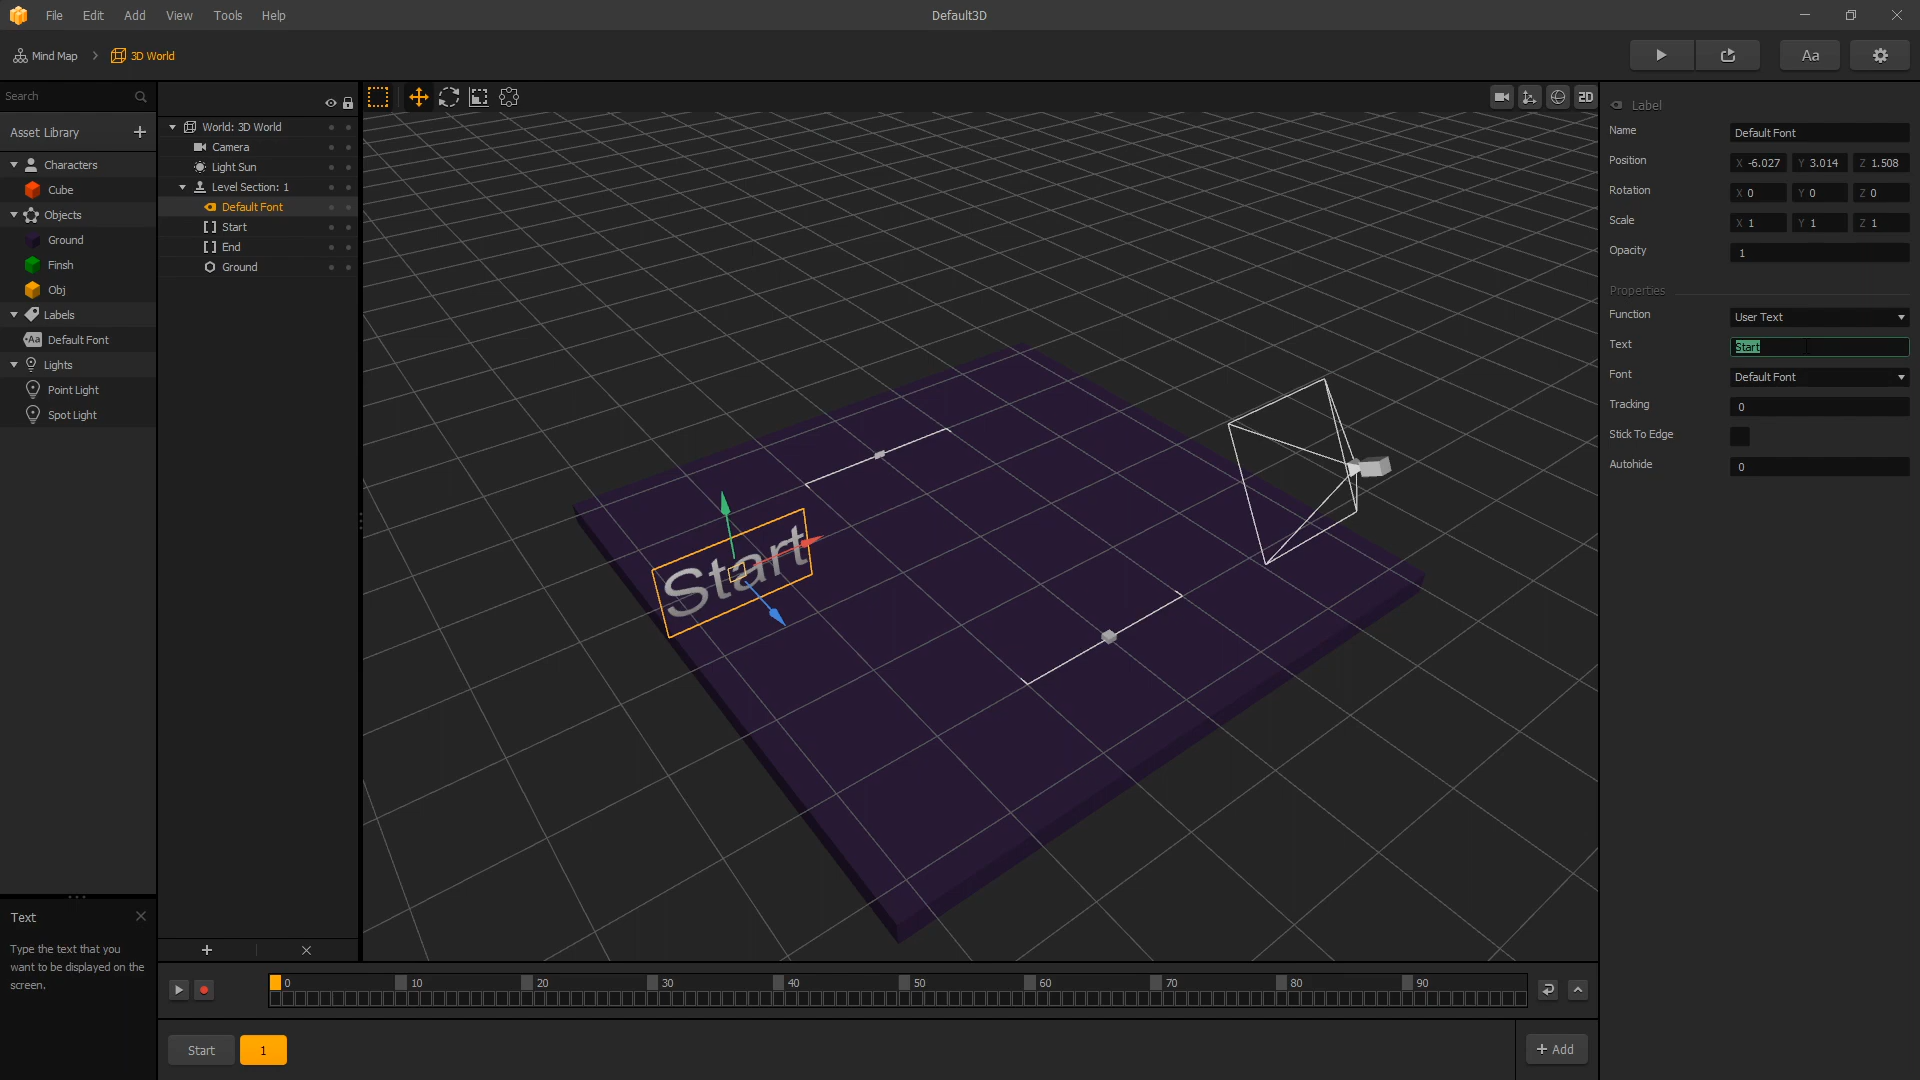 File Edit Add View Tools Help
Default3D
Mind Map
3D World
Aa
Search
Asset Library
Characters
Cube
Objects
Ground
Finsh
Obj
Labels
Aa Default Font
Lights
Point Light
Spot Light
World: 3D World
Camera
Light Sun
Level Section: 1
Default Font
Start
End
Ground
2D
Start
Label
Name Default Font
Position X -6.027 Y 3.014 Z 1.508
Rotation X 0 Y 0 Z 0
Scale X 1 Y 1 Z 1
Opacity 1
Properties
Function User Text
Text Start
Font Default Font
Tracking 0
Stick To Edge
Autohide 0
Text
Type the text that you
want to be displayed on the
screen.
0 10 20 30 40 50 60 70 80 90
Start 1
+ Add